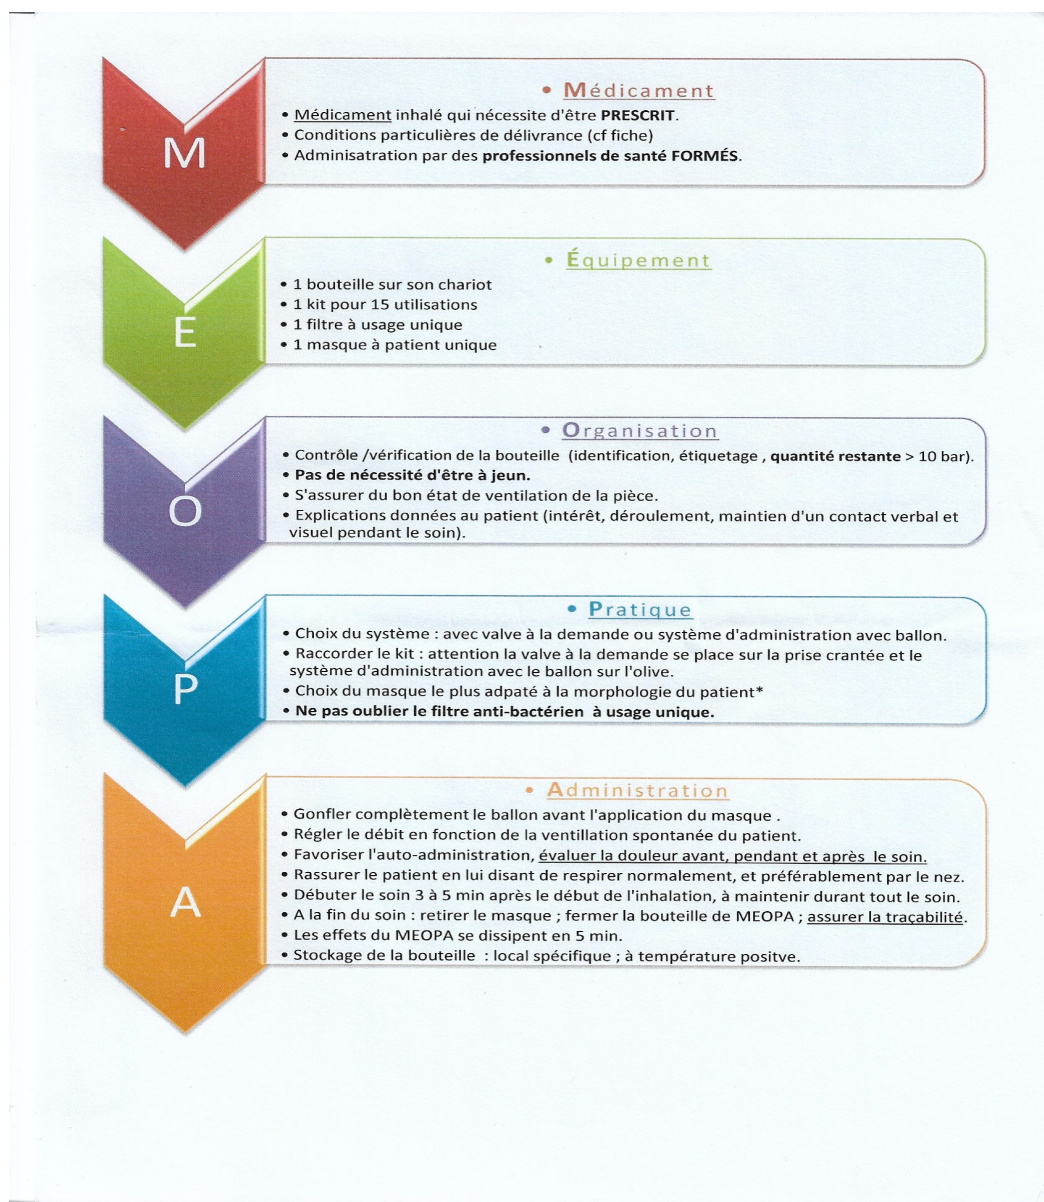 M
• Médicament
• Médicament inhalé qui nécessite d'être PRESCRIT.
• Conditions particulières de délivrance (cf fiche)
• Adminisatration par des professionnels de santé FORMÉS.
E
• Équipement
• 1 bouteille sur son chariot
• 1 kit pour 15 utilisations
• 1 filtre à usage unique
• 1 masque à patient unique
O
• Organisation
• Contrôle /vérification de la bouteille (identification, étiquetage , quantité restante > 10 bar).
• Pas de nécessité d'être à jeun.
• S'assurer du bon état de ventilation de la pièce.
• Explications données au patient (intérêt, déroulement, maintien d'un contact verbal et
visuel pendant le soin).
P
• Pratique
• Choix du système : avec valve à la demande ou système d'administration avec ballon.
• Raccorder le kit : attention la valve à la demande se place sur la prise crantée et le
système d'administration avec le ballon sur l'olive.
• Choix du masque le plus adpaté à la morphologie du patient*
• Ne pas oublier le filtre anti-bactérien à usage unique.
A
• Administration
• Gonfler complètement le ballon avant l'application du masque .
• Régler le débit en fonction de la ventillation spontanée du patient.
• Favoriser l'auto-administration, évaluer la douleur avant, pendant et après le soin.
• Rassurer le patient en lui disant de respirer normalement, et préférablement par le nez.
• Débuter le soin 3 à 5 min après le début de l'inhalation, à maintenir durant tout le soin.
• A la fin du soin : retirer le masque ; fermer la bouteille de MEOPA ; assurer la traçabilité.
• Les effets du MEOPA se dissipent en 5 min.
• Stockage de la bouteille : local spécifique ; à température positve.